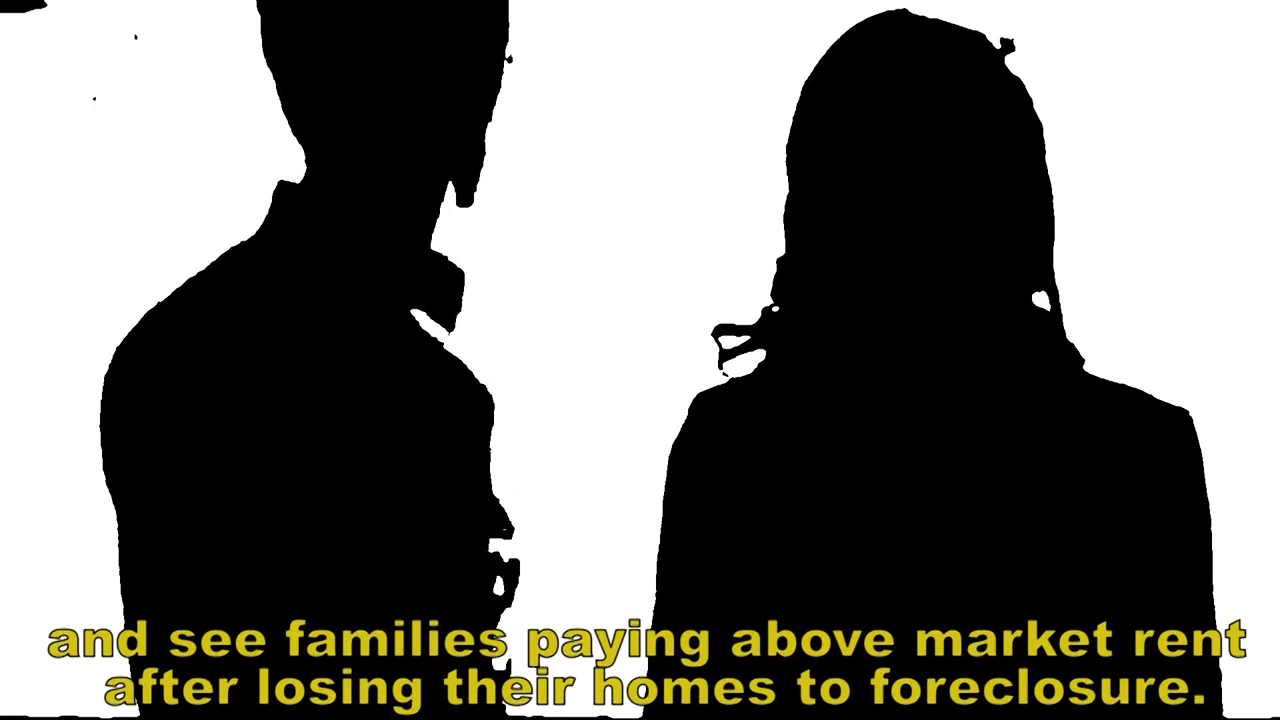 and see families paying above market rent
after losing their homes to foreclosure.